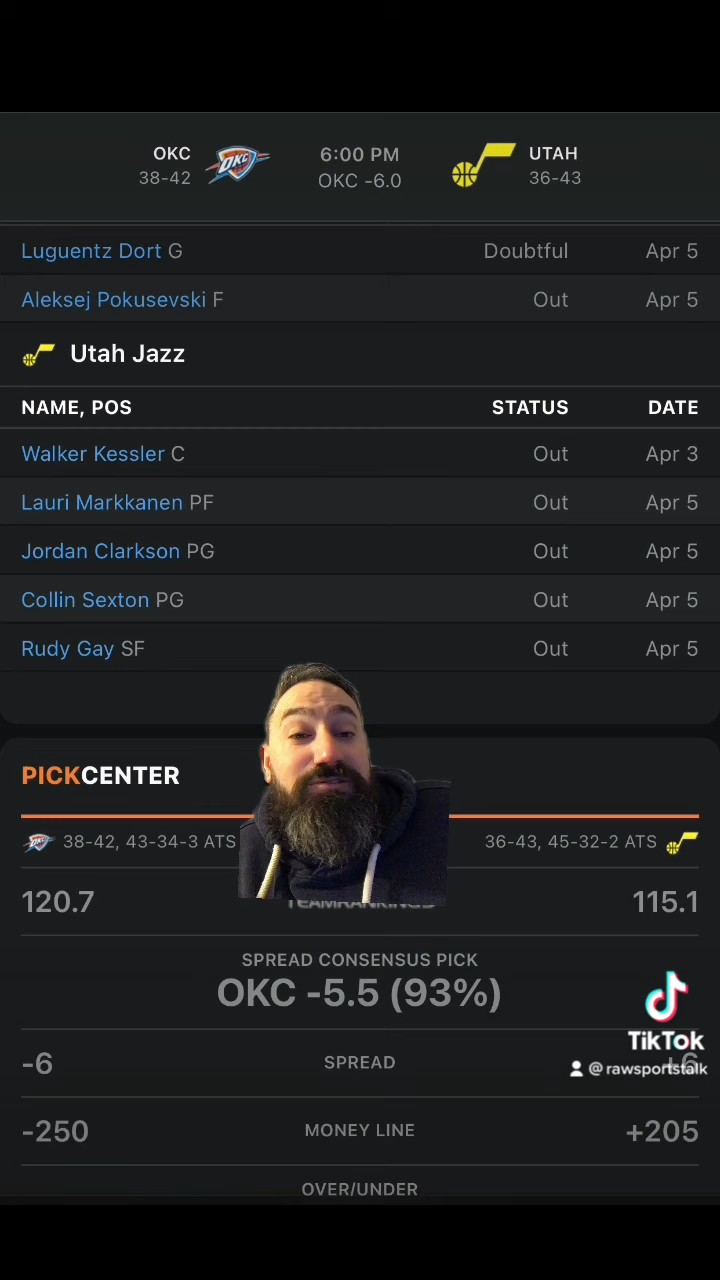 OKC
38-42
OKC
6:00 PM
OKC -6.0
UTAH
36-43
Luguentz Dort G Doubtful Apr 5
Aleksej Pokusevski F Out Apr 5
Utah Jazz
NAME, POS STATUS DATE
Walker Kessler C Out Apr 3
Lauri Markkanen PF Out Apr 5
Jordan Clarkson PG Out Apr 5
Collin Sexton PG Out Apr 5
Rudy Gay SF Out Apr 5
PICKCENTER
38-42, 43-34-3 ATS 36-43, 45-32-2 ATS
120.7 TEAMRANKINGS 115.1
SPREAD CONSENSUS PICK
OKC -5.5 (93%)
-6 SPREAD +6
TikTok
@rawsportstalk
-250 MONEY LINE +205
OVER/UNDER